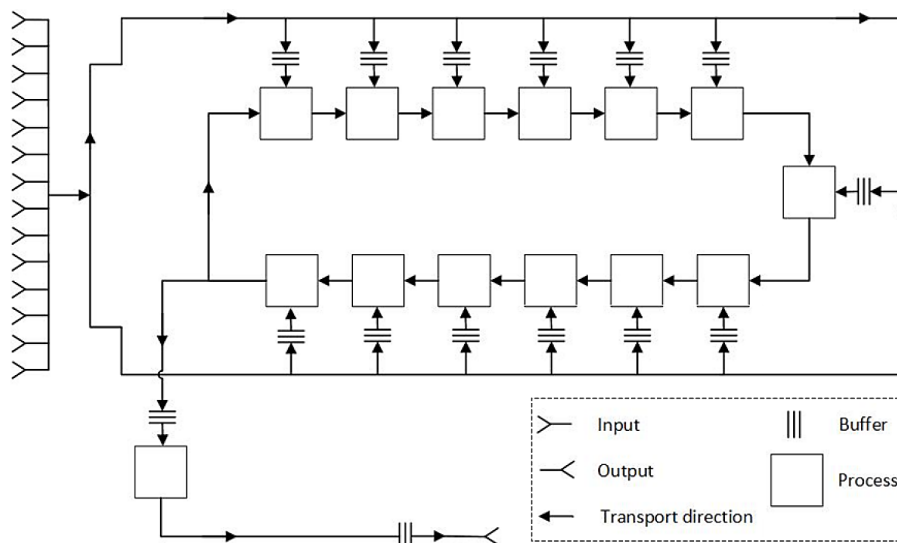 Input
Buffer
Output
Process
Transport direction